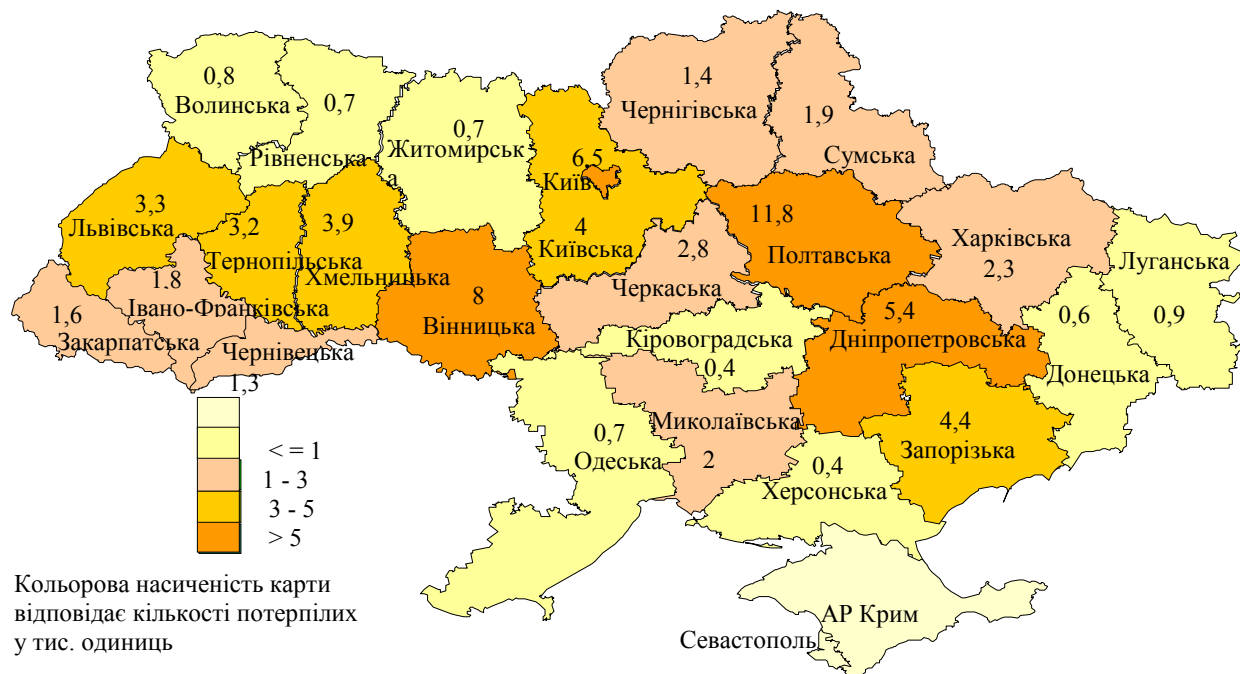 0,8
Волинська
0,7
Рівненська
0,7
Житомирськ
а
6,5
Київ
4
Київська
1,4
Чернігівська
1,9
Сумська
3,3
Львівська
3,2
Тернопільська
3,9
Хмельницька
1.8
Івано-Франківська
1,6
Закарпатська
Чернівецька
1,3
8
Вінницька
2,8
Черкаська
11,8
Полтавська
Харківська
2,3
Луганська
0,9
Кіровоградська
0,4
5,4
Дніпропетровська
0,6
Донецька
0,7
Одеська
Миколаївська
2
0,4
Херсонська
4,4
Запорізька
АР Крим
Севастополь
< = 1
1 - 3
3 - 5
> 5
Кольорова насиченість карти
відповідає кількості потерпілих
у тис. одиниць